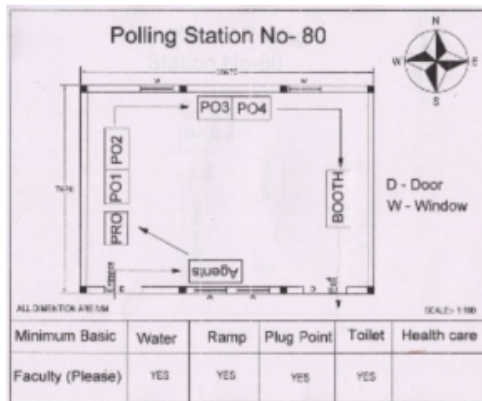 Polling Station No- 80
N
W
E
S
W
W
PO3 PO4
PO1 PO2
PRO
BOOTH
Agents
D - Door
W - Window
D
D
Exit
ALL DIMENTION ARE MM
SCALE:- 1:100
Minimum Basic Water Ramp Plug Point Toilet Health care
Faculty (Please) YES YES YES YES